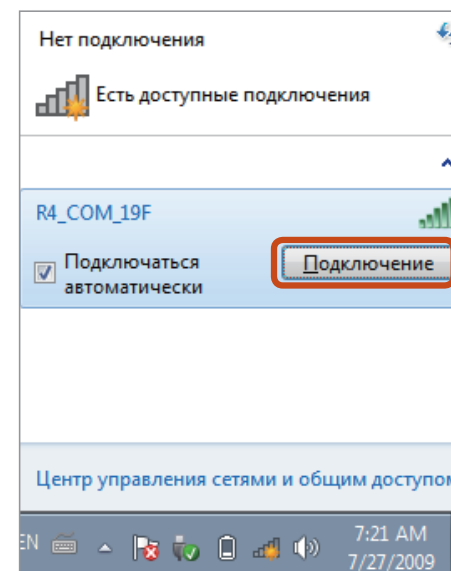 Нет подключения
Есть доступные подключения
R4_COM_19F
Подключаться
автоматически
Подключение
Центр управления сетями и общим доступом
EN
7:21 AM
7/27/2009